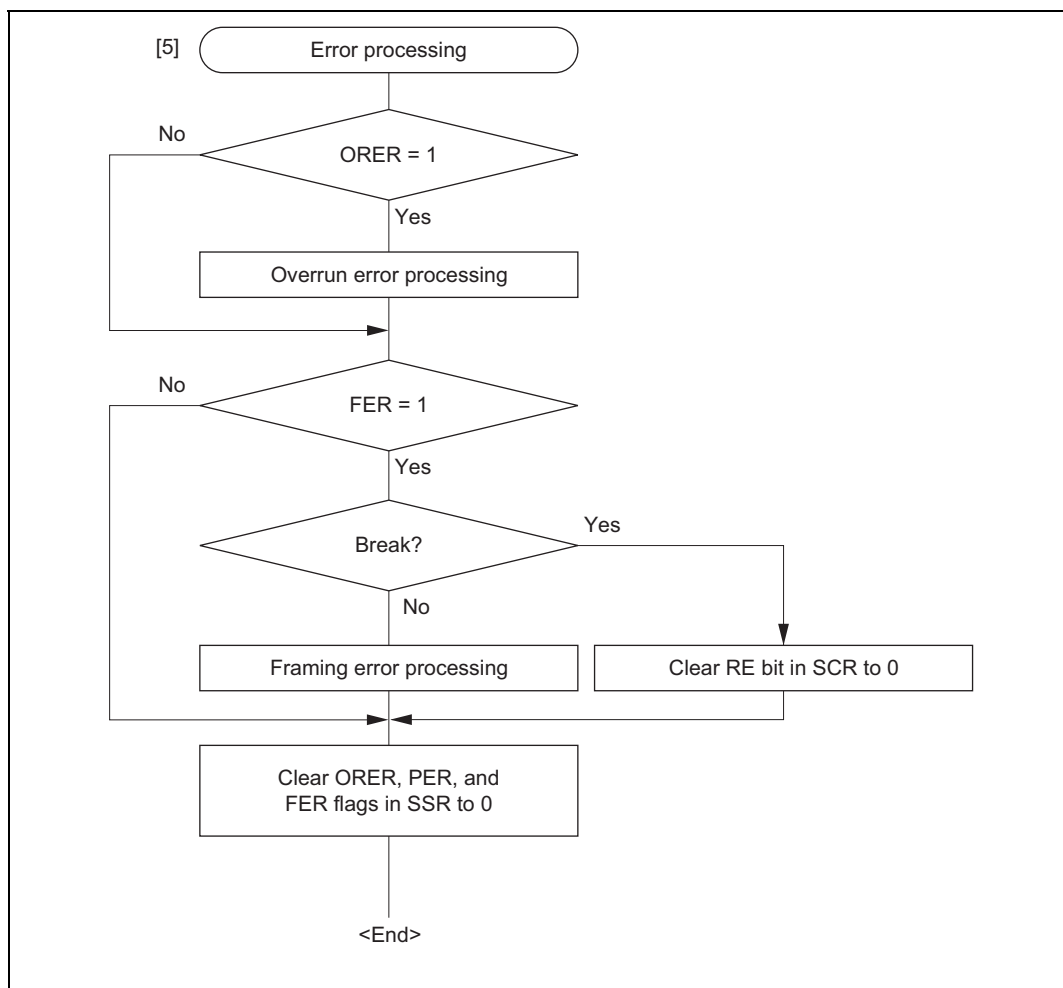 [5]
Error processing
No
ORER = 1
Yes
Overrun error processing
No
FER = 1
Yes
Yes
Break?
No
Framing error processing
Clear RE bit in SCR to 0
Clear ORER, PER, and
FER flags in SSR to 0
<End>